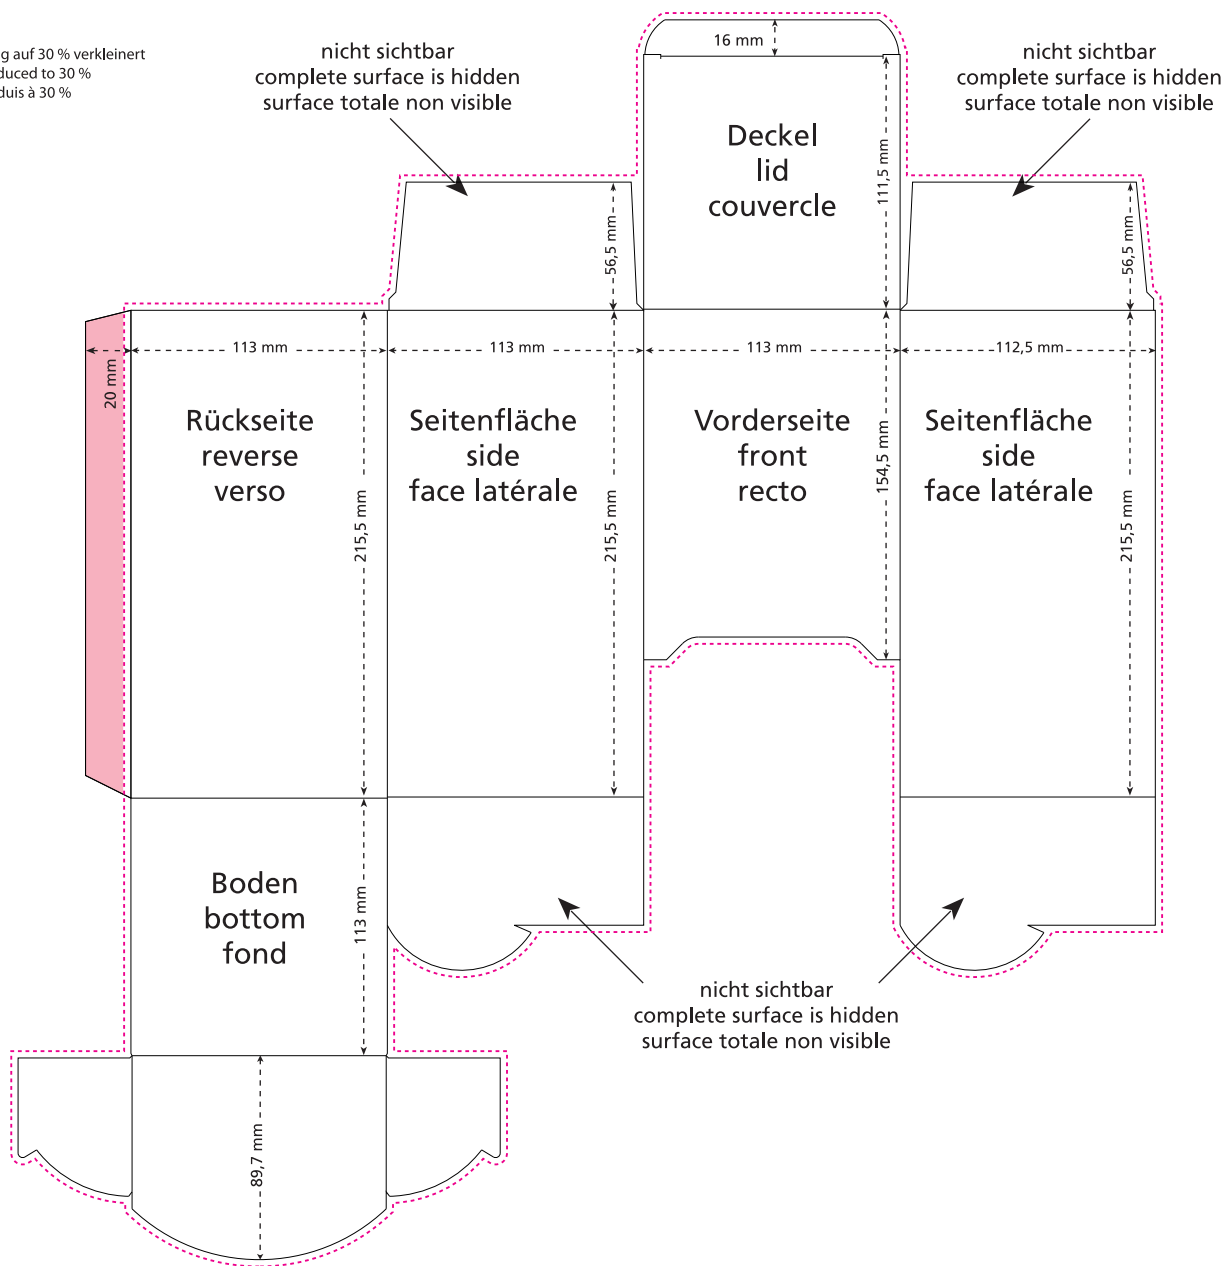 g auf 30 % verkleinert
duced to 30 %
duis à 30 %
nicht sichtbar
complete surface is hidden
surface totale non visible
16 mm
nicht sichtbar
complete surface is hidden
surface totale non visible
Deckel
lid
couvercle
111,5 mm
56,5 mm
56,5 mm
113 mm
113 mm
113 mm
112,5 mm
20 mm
Rückseite
reverse
verso
215,5 mm
Seitenfläche
side
face latérale
215,5 mm
Vorderseite
front
recto
154,5 mm
Seitenfläche
side
face latérale
215,5 mm
Boden
bottom
fond
113 mm
nicht sichtbar
complete surface is hidden
surface totale non visible
89,7 mm